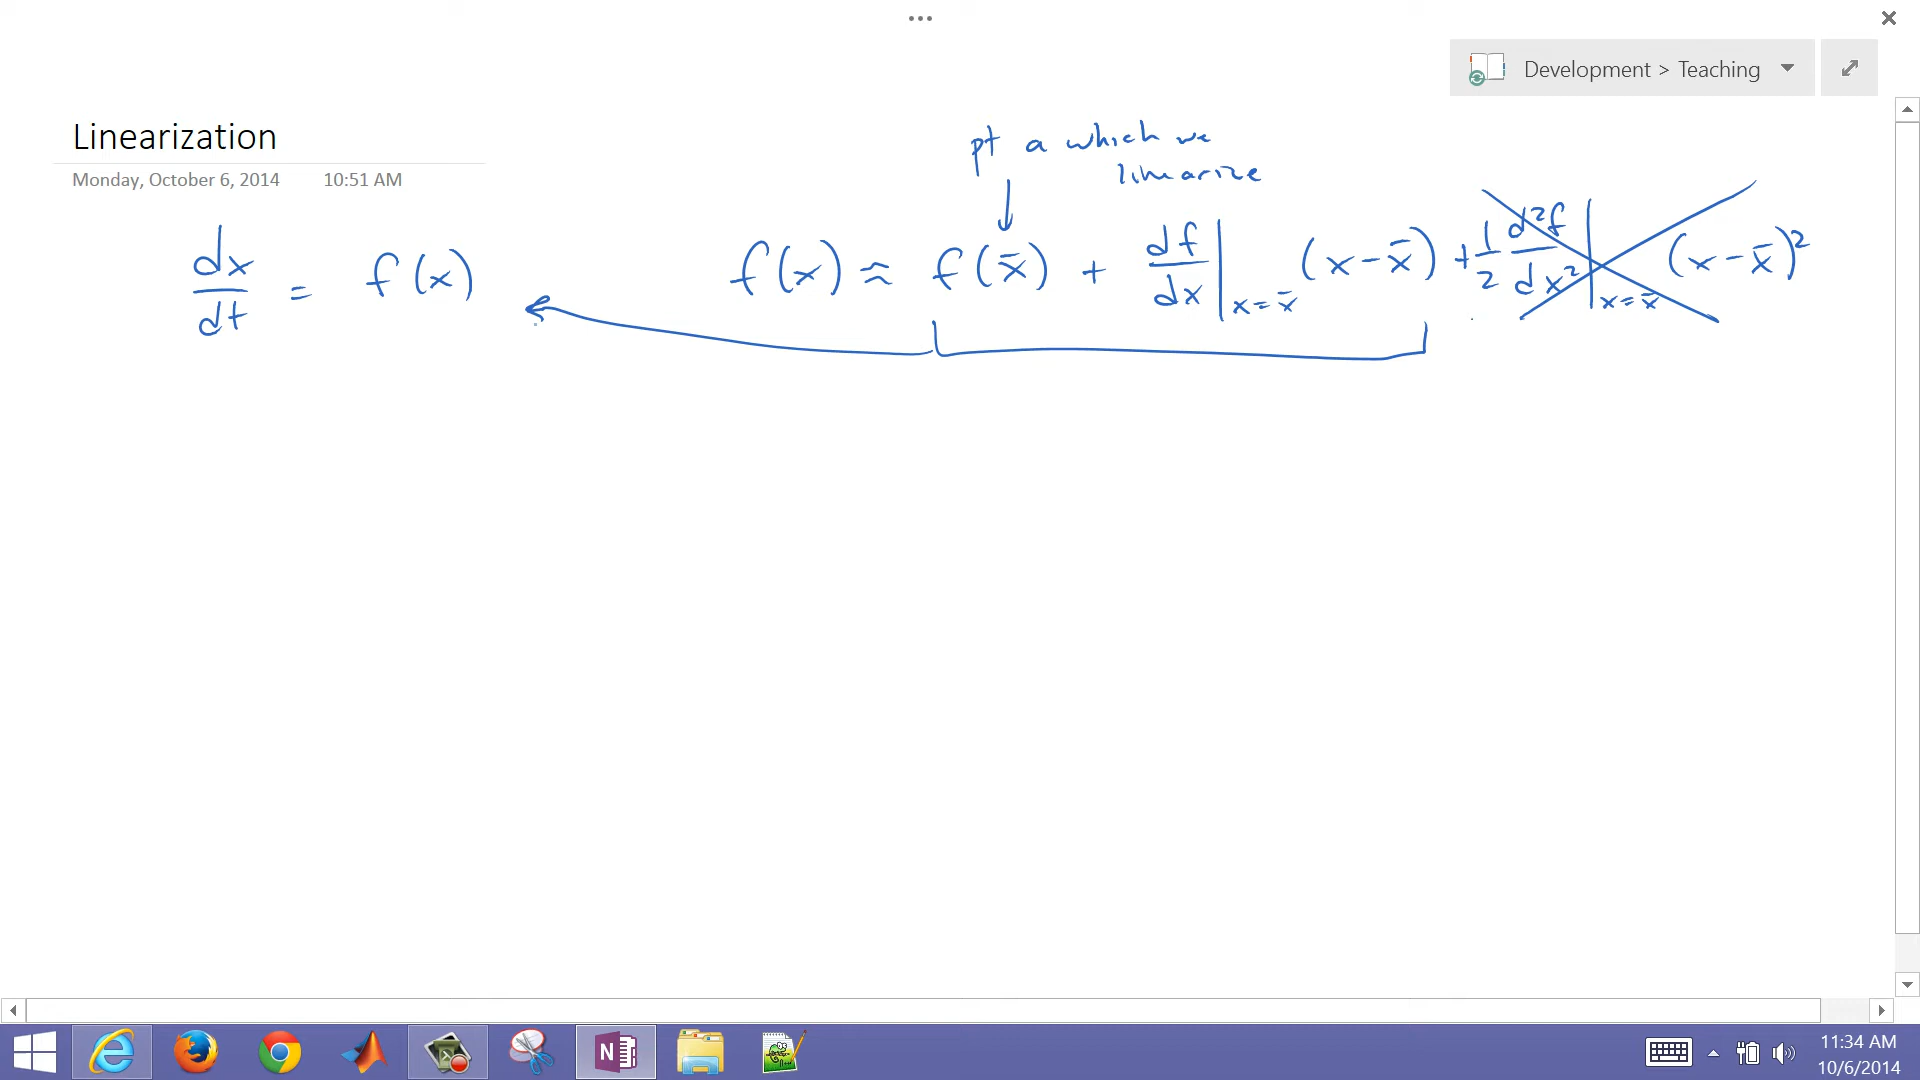 Development > Teaching
Linearization
Monday, October 6, 2014 10:51 AM
pt a which we
linearize
dx/dt = f(x)
f(x) ≈ f(x̄) + df/dx |x=x̄ (x-x̄) + 1/2 d²f/dx² |x=x̄ (x-x̄)²
N
11:34 AM
10/6/2014